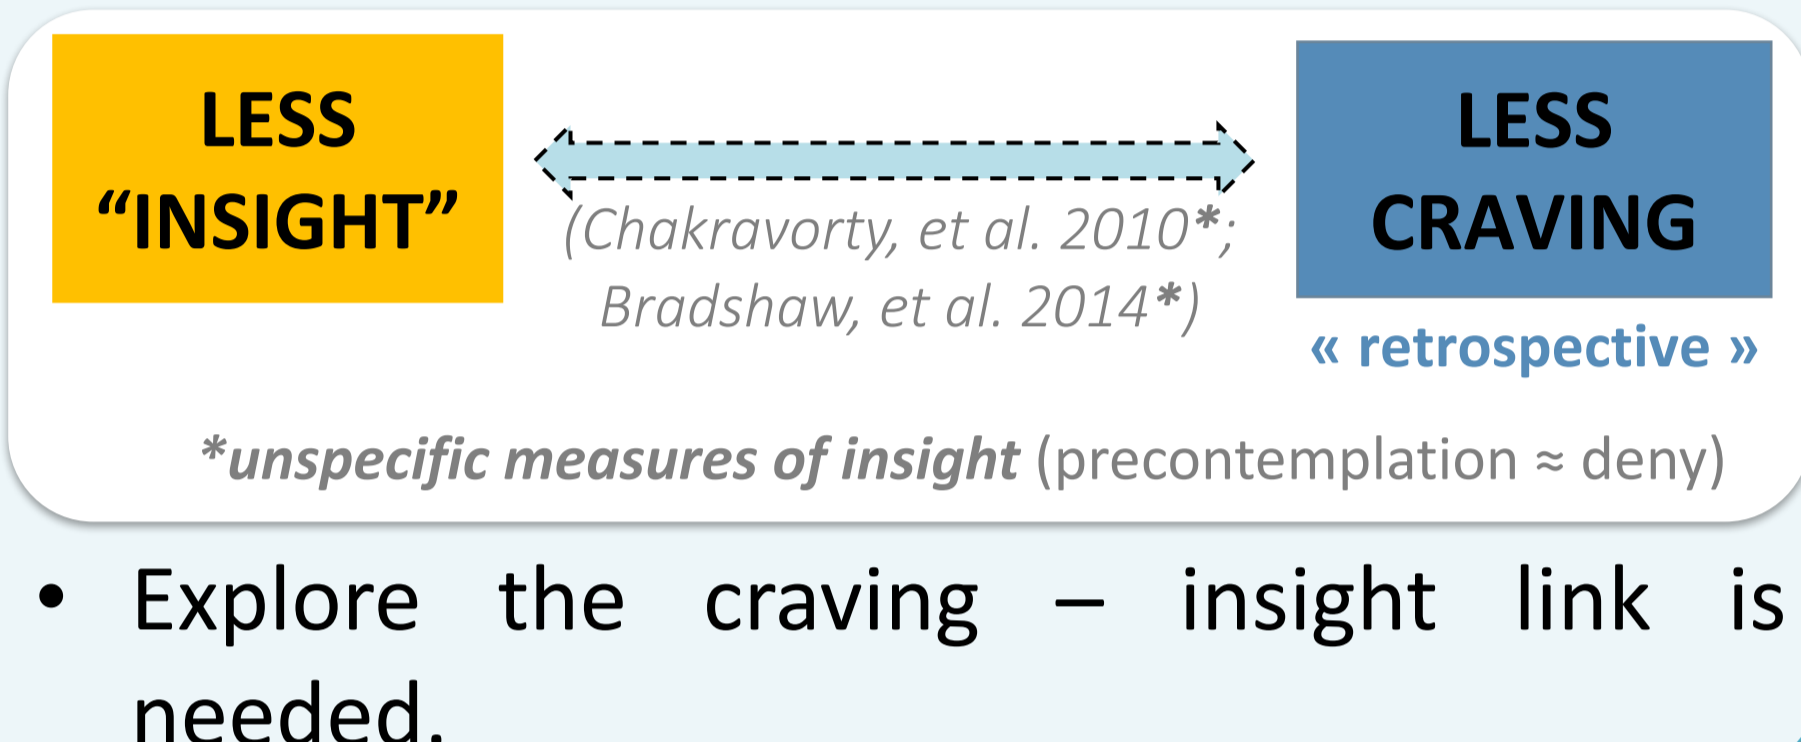 LESS
“INSIGHT”
(Chakravorty, et al. 2010*;
Bradshaw, et al. 2014*)
LESS
CRAVING
« retrospective »
*unspecific measures of insight (precontemplation ≈ deny)
• Explore the craving – insight link is
needed.